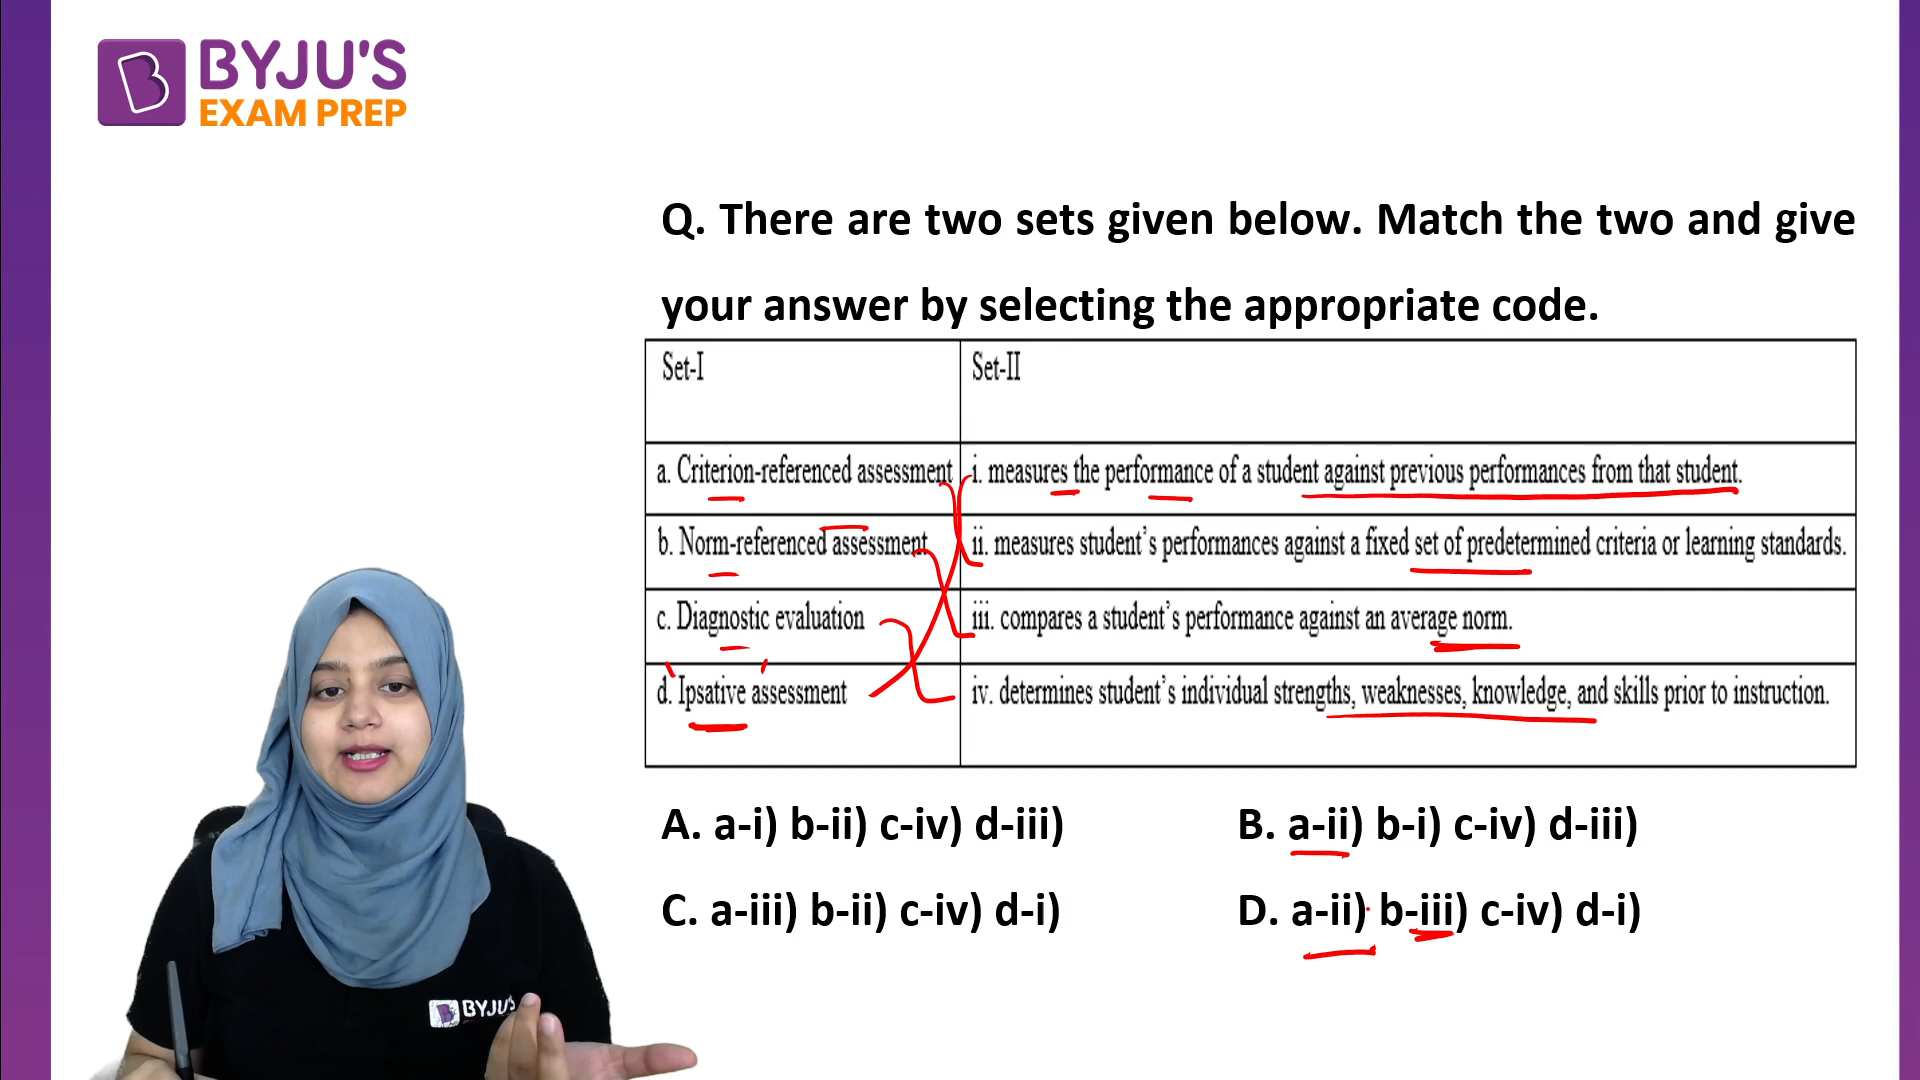 BYJU'S
EXAM PREP
Q. There are two sets given below. Match the two and give
your answer by selecting the appropriate code.
Set-I
Set-II
a. Criterion-referenced assessment
i. measures the performance of a student against previous performances from that student.
b. Norm-referenced assessment
ii. measures student's performances against a fixed set of predetermined criteria or learning standards.
c. Diagnostic evaluation
iii. compares a student's performance against an average norm.
d. Ipsative assessment
iv. determines student's individual strengths, weaknesses, knowledge, and skills prior to instruction.
A. a-i) b-ii) c-iv) d-iii)
B. a-ii) b-i) c-iv) d-iii)
C. a-iii) b-ii) c-iv) d-i)
D. a-ii) b-iii) c-iv) d-i)
BYJU'S